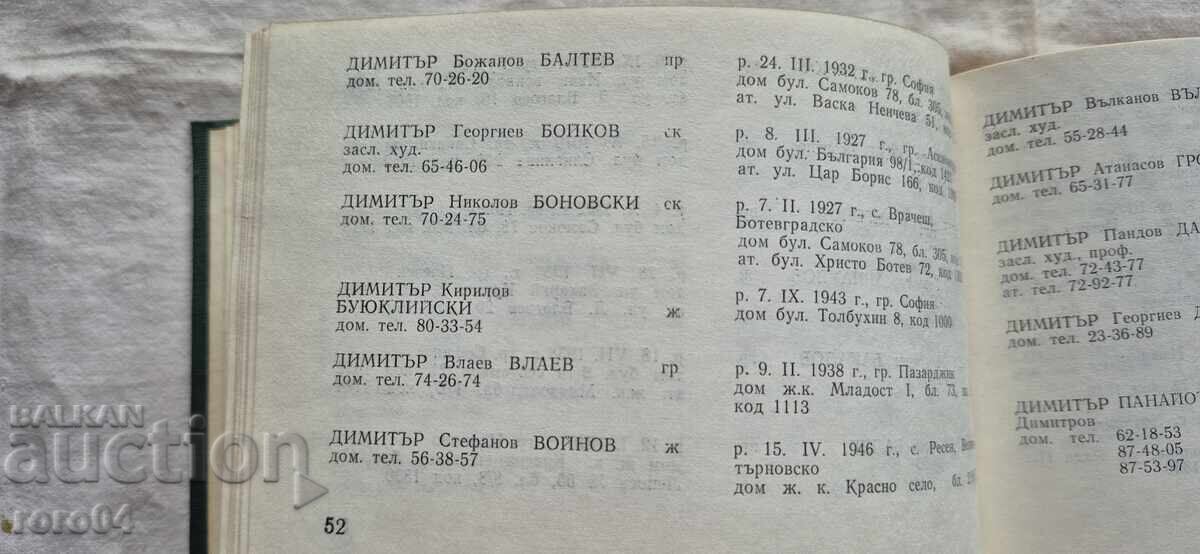 ДИМИТЪР Божанов БАЛТЕВ пр
дом. тел. 70-26-20
р. 24. III. 1932 г., гр. София
дом бул. Самоков 78, бл. 305,
ат. ул. Васка Ненчева 51,
ДИМИТЪР Георгиев БОЙКОВ ск
засл. худ.
дом. тел. 65-46-06
р. 8. III. 1927 г., гр.
дом бул. България 98/1, код
ат. ул. Цар Борис 166, код
ДИМИТЪР Николов БОНОВСКИ ск
дом. тел. 70-24-75
р. 7. II. 1927 г., с. Врачеш,
Ботевградско
дом бул. Самоков 78, бл. 305,
ат. бул. Христо Ботев 72, код
ДИМИТЪР Кирилов
БУЮКЛИЙСКИ ж
дом. тел. 80-33-54
р. 7. IX. 1943 г., гр. София
дом бул. Толбухин 8, код 1000
ДИМИТЪР Влаев ВЛАЕВ гр
дом. тел. 74-26-74
р. 9. II. 1938 г., гр. Пазарджик
дом ж.к. Младост I, бл. 73,
код 1113
ДИМИТЪР Стефанов ВОЙНОВ ж
дом. тел. 56-38-57
р. 15. IV. 1946 г., с. Ресен,
търновско
дом ж. к. Красно село, бл.
52
ДИМИТЪР Вълканов ВЪЛ
засл. худ.
дом. тел. 55-28-44
ДИМИТЪР Атанасов ГРО
дом. тел. 65-31-77
ДИМИТЪР Пандов ДА
засл. худ., проф.
дом. тел. 72-43-77
ат. тел. 72-92-77
ДИМИТЪР Георгиев
дом. тел. 23-36-89
ДИМИТЪР ПАНАЙОТ
Димитров
дом. тел. 62-18-53
87-48-05
87-53-97
BALKAN
auction
roro04